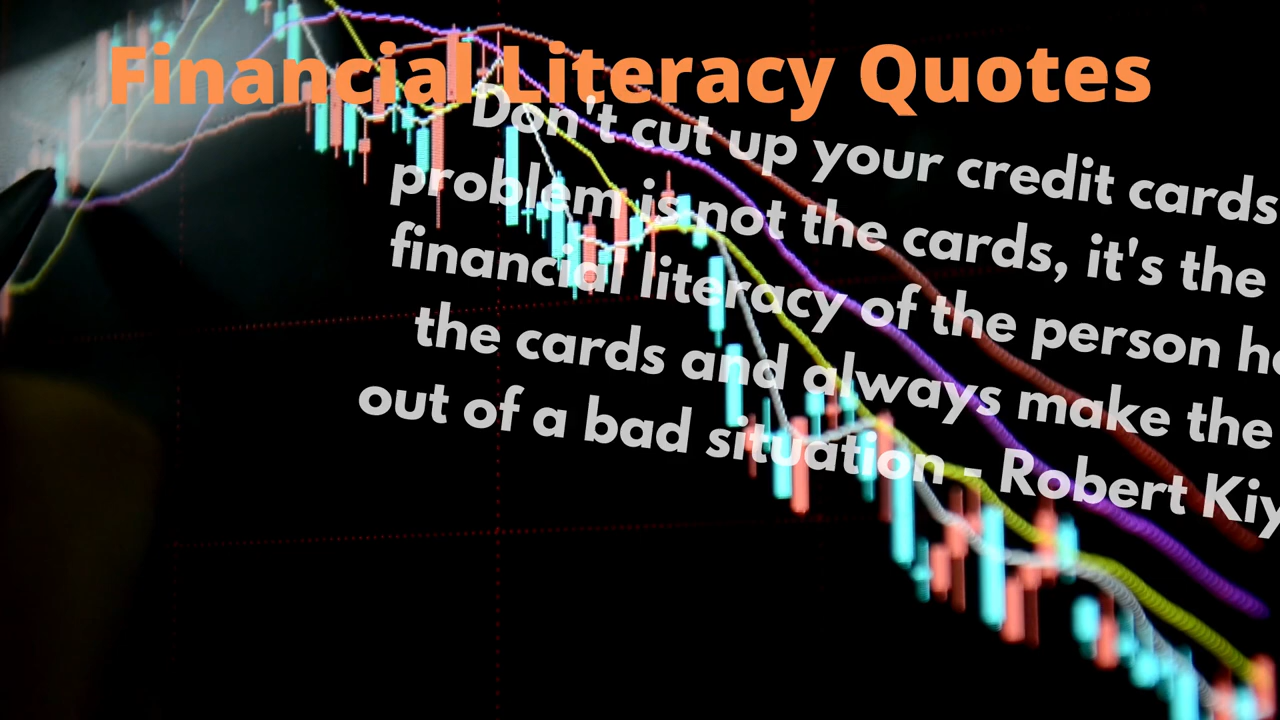 Financial Literacy Quotes
Don't cut up your credit cards
problem is not the cards, it's the
financial literacy of the person
the cards and always make the
out of a bad situation - Robert